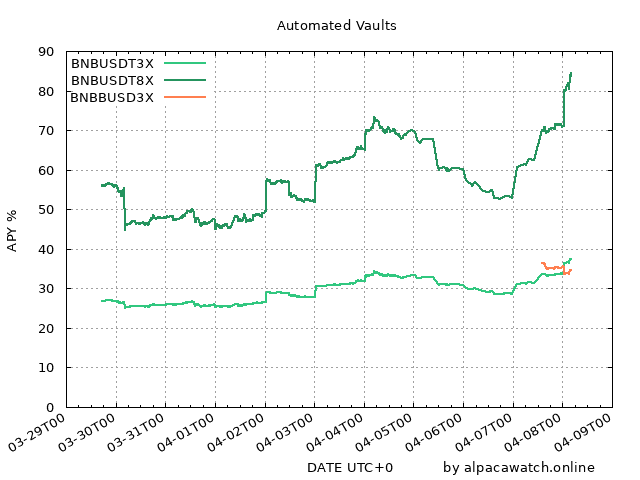 Automated Vaults
90
80
70
60
50
40
30
20
10
0
APY %
BNBUSDT3X
BNBUSDT8X
BNBBUSD3X
03-29T00
03-30T00
03-31T00
04-01T00
04-02T00
04-03T00
04-04T00
04-05T00
04-06T00
04-07T00
04-08T00
04-09T00
DATE UTC+0
by alpacawatch.online